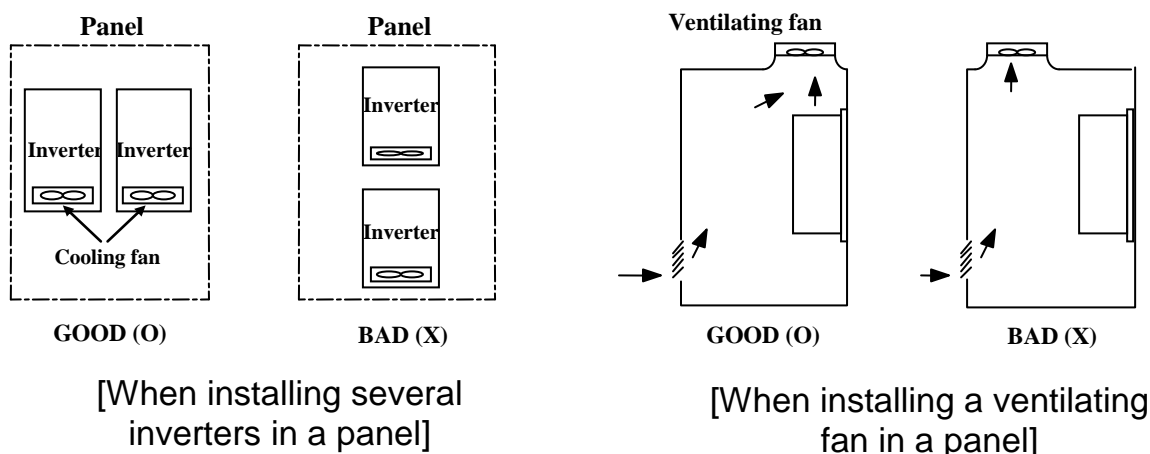 Panel
Inverter
Inverter
Cooling fan
GOOD (O)
Panel
Inverter
Inverter
BAD (X)
[When installing several
inverters in a panel]
Ventilating fan
GOOD (O)
BAD (X)
[When installing a ventilating
fan in a panel]